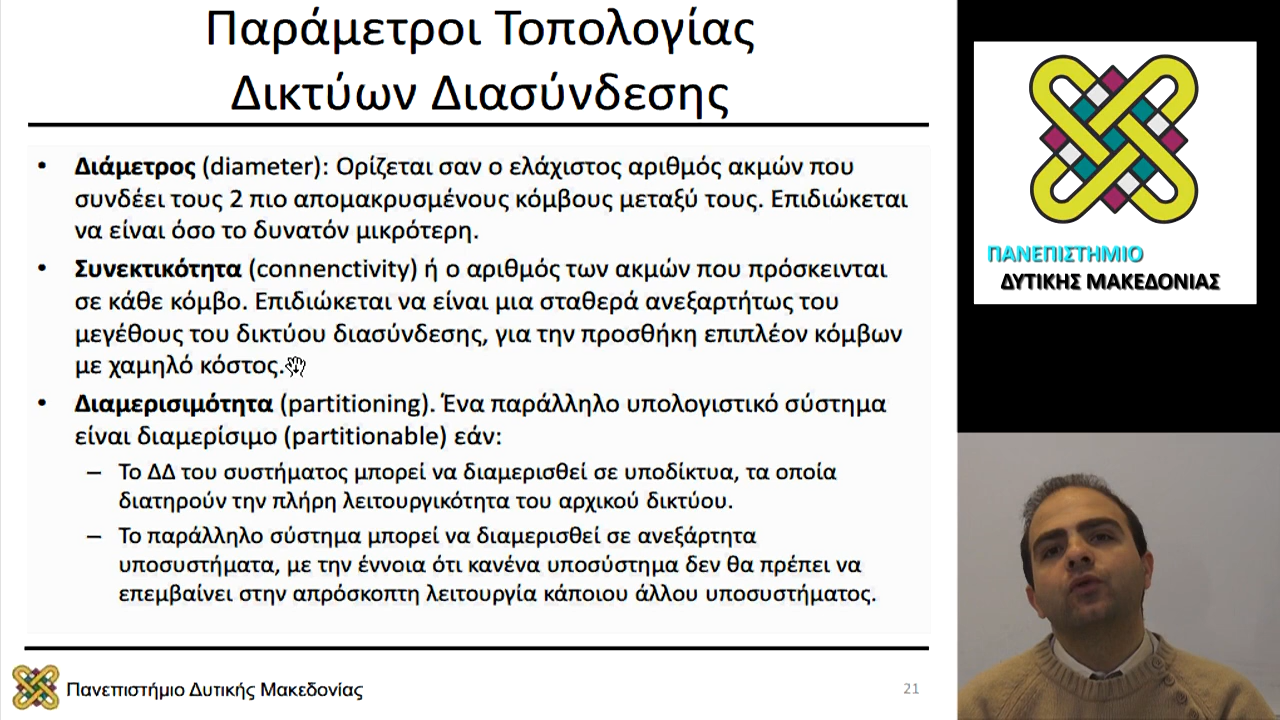 Παράμετροι Τοπολογίας
Δικτύων Διασύνδεσης
• Διάμετρος (diameter): Ορίζεται σαν ο ελάχιστος αριθμός ακμών που
συνδέει τους 2 πιο απομακρυσμένους κόμβους μεταξύ τους. Επιδιώκεται
να είναι όσο το δυνατόν μικρότερη.
• Συνεκτικότητα (connenctivity) ή ο αριθμός των ακμών που πρόσκεινται
σε κάθε κόμβο. Επιδιώκεται να είναι μια σταθερά ανεξαρτήτως του
μεγέθους του δικτύου διασύνδεσης, για την προσθήκη επιπλέον κόμβων
με χαμηλό κόστος.
• Διαμερισιμότητα (partitioning). Ένα παράλληλο υπολογιστικό σύστημα
είναι διαμερίσιμο (partitionable) εάν:
– Το ΔΔ του συστήματος μπορεί να διαμερισθεί σε υποδίκτυα, τα οποία
διατηρούν την πλήρη λειτουργικότητα του αρχικού δικτύου.
– Το παράλληλο σύστημα μπορεί να διαμερισθεί σε ανεξάρτητα
υποσυστήματα, με την έννοια ότι κανένα υποσύστημα δεν θα πρέπει να
επεμβαίνει στην απρόσκοπτη λειτουργία κάποιου άλλου υποσυστήματος.
Πανεπιστήμιο Δυτικής Μακεδονίας
21
ΠΑΝΕΠΙΣΤΗΜΙΟ
ΔΥΤΙΚΗΣ ΜΑΚΕΔΟΝΙΑΣ